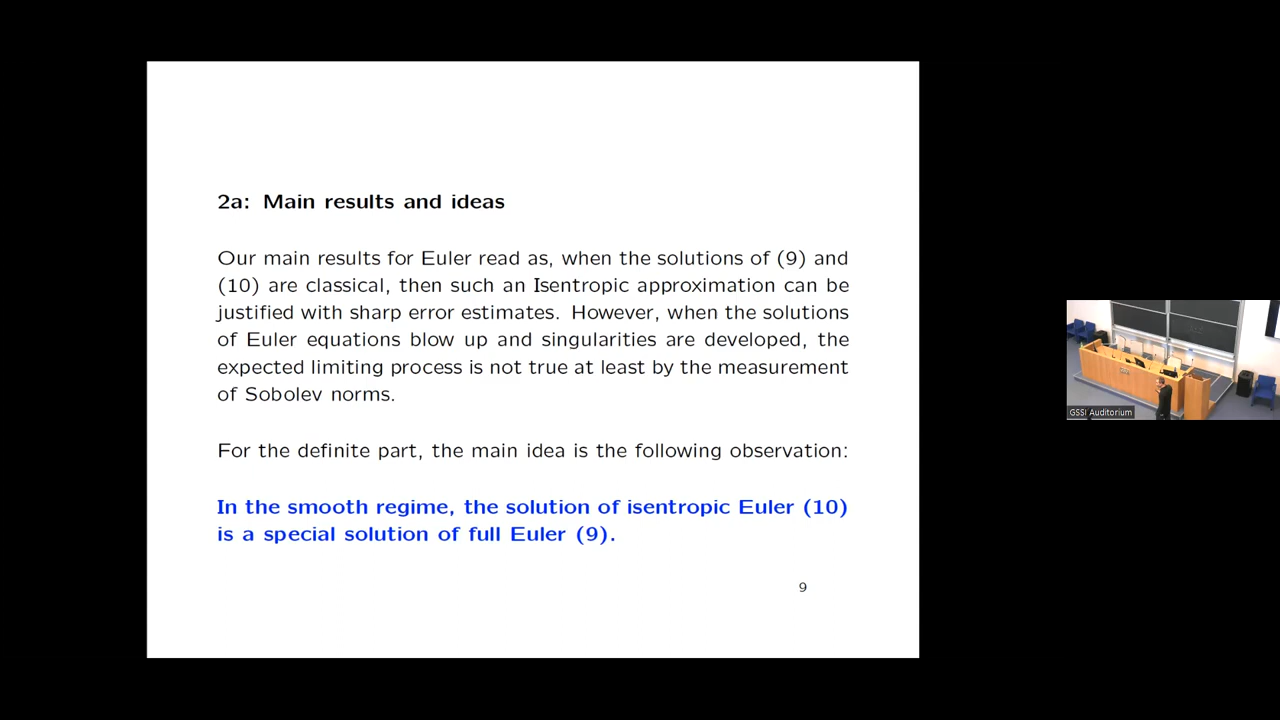 2a: Main results and ideas
Our main results for Euler read as, when the solutions of (9) and
(10) are classical, then such an Isentropic approximation can be
justified with sharp error estimates. However, when the solutions
of Euler equations blow up and singularities are developed, the
expected limiting process is not true at least by the measurement
of Sobolev norms.
For the definite part, the main idea is the following observation:
In the smooth regime, the solution of isentropic Euler (10)
is a special solution of full Euler (9).
9
GSSI Auditorium